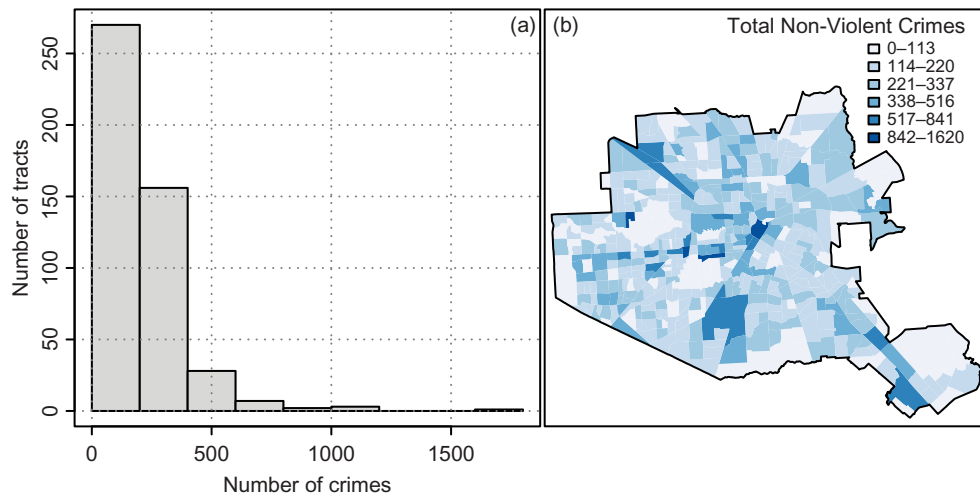 (a)
250
200
150
100
50
0
Number of tracts
0 500 1000 1500
Number of crimes
(b)
Total Non-Violent Crimes
0–113
114–220
221–337
338–516
517–841
842–1620